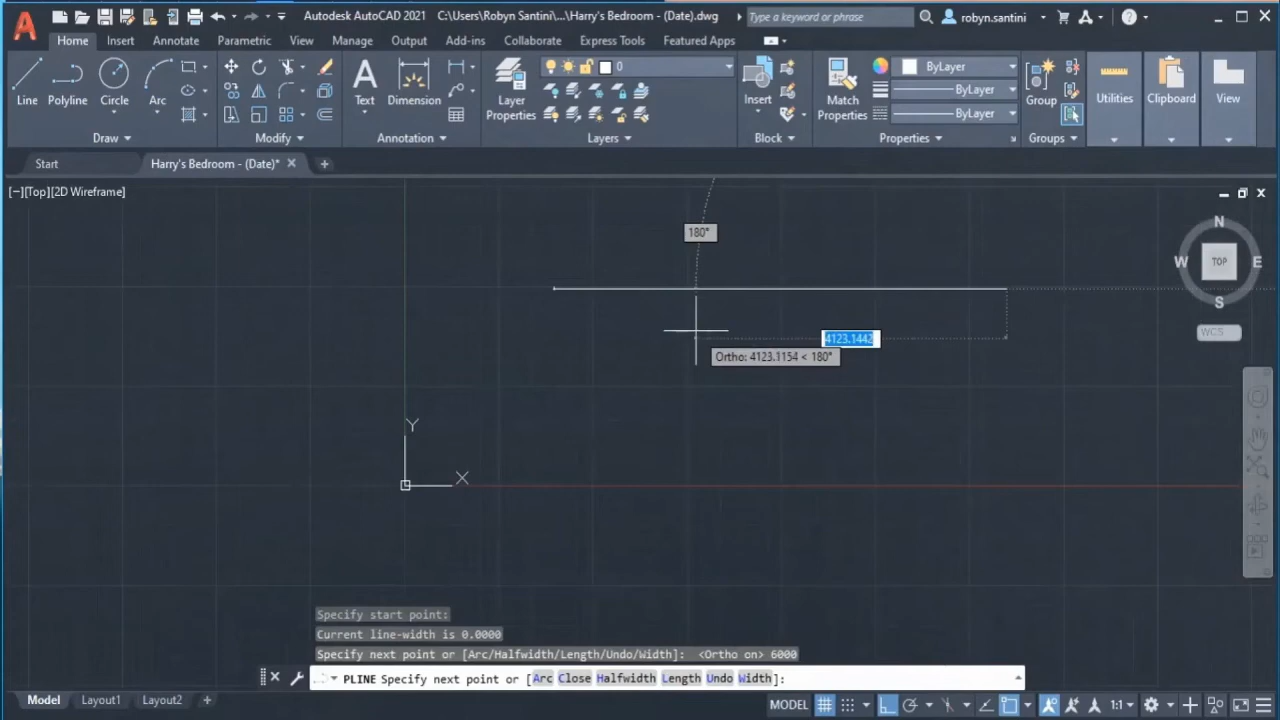 Autodesk AutoCAD 2021 C:\Users\Robyn Santini\...\Harry's Bedroom - (Date).dwg Type a keyword or phrase robyn.santini
Home Insert Annotate Parametric View Manage Output Add-ins Collaborate Express Tools Featured Apps
Line Polyline Circle Arc Text Dimension Layer Properties 0 Insert Match Properties ByLayer ByLayer ByLayer Group Utilities Clipboard View
Draw Modify Annotation Layers Block Properties Groups
Start Harry's Bedroom - (Date)*
[−][Top][2D Wireframe]
N
W TOP E
S
WCS
180°
4123.1442
Ortho: 4123.1154 < 180°
Y
X
Specify start point:
Current line-width is 0.0000
Specify next point or [Arc/Halfwidth/Length/Undo/Width]: <Ortho on> 6000
PLINE Specify next point or [Arc Close Halfwidth Length Undo Width]:
Model Layout1 Layout2 + MODEL 1:1